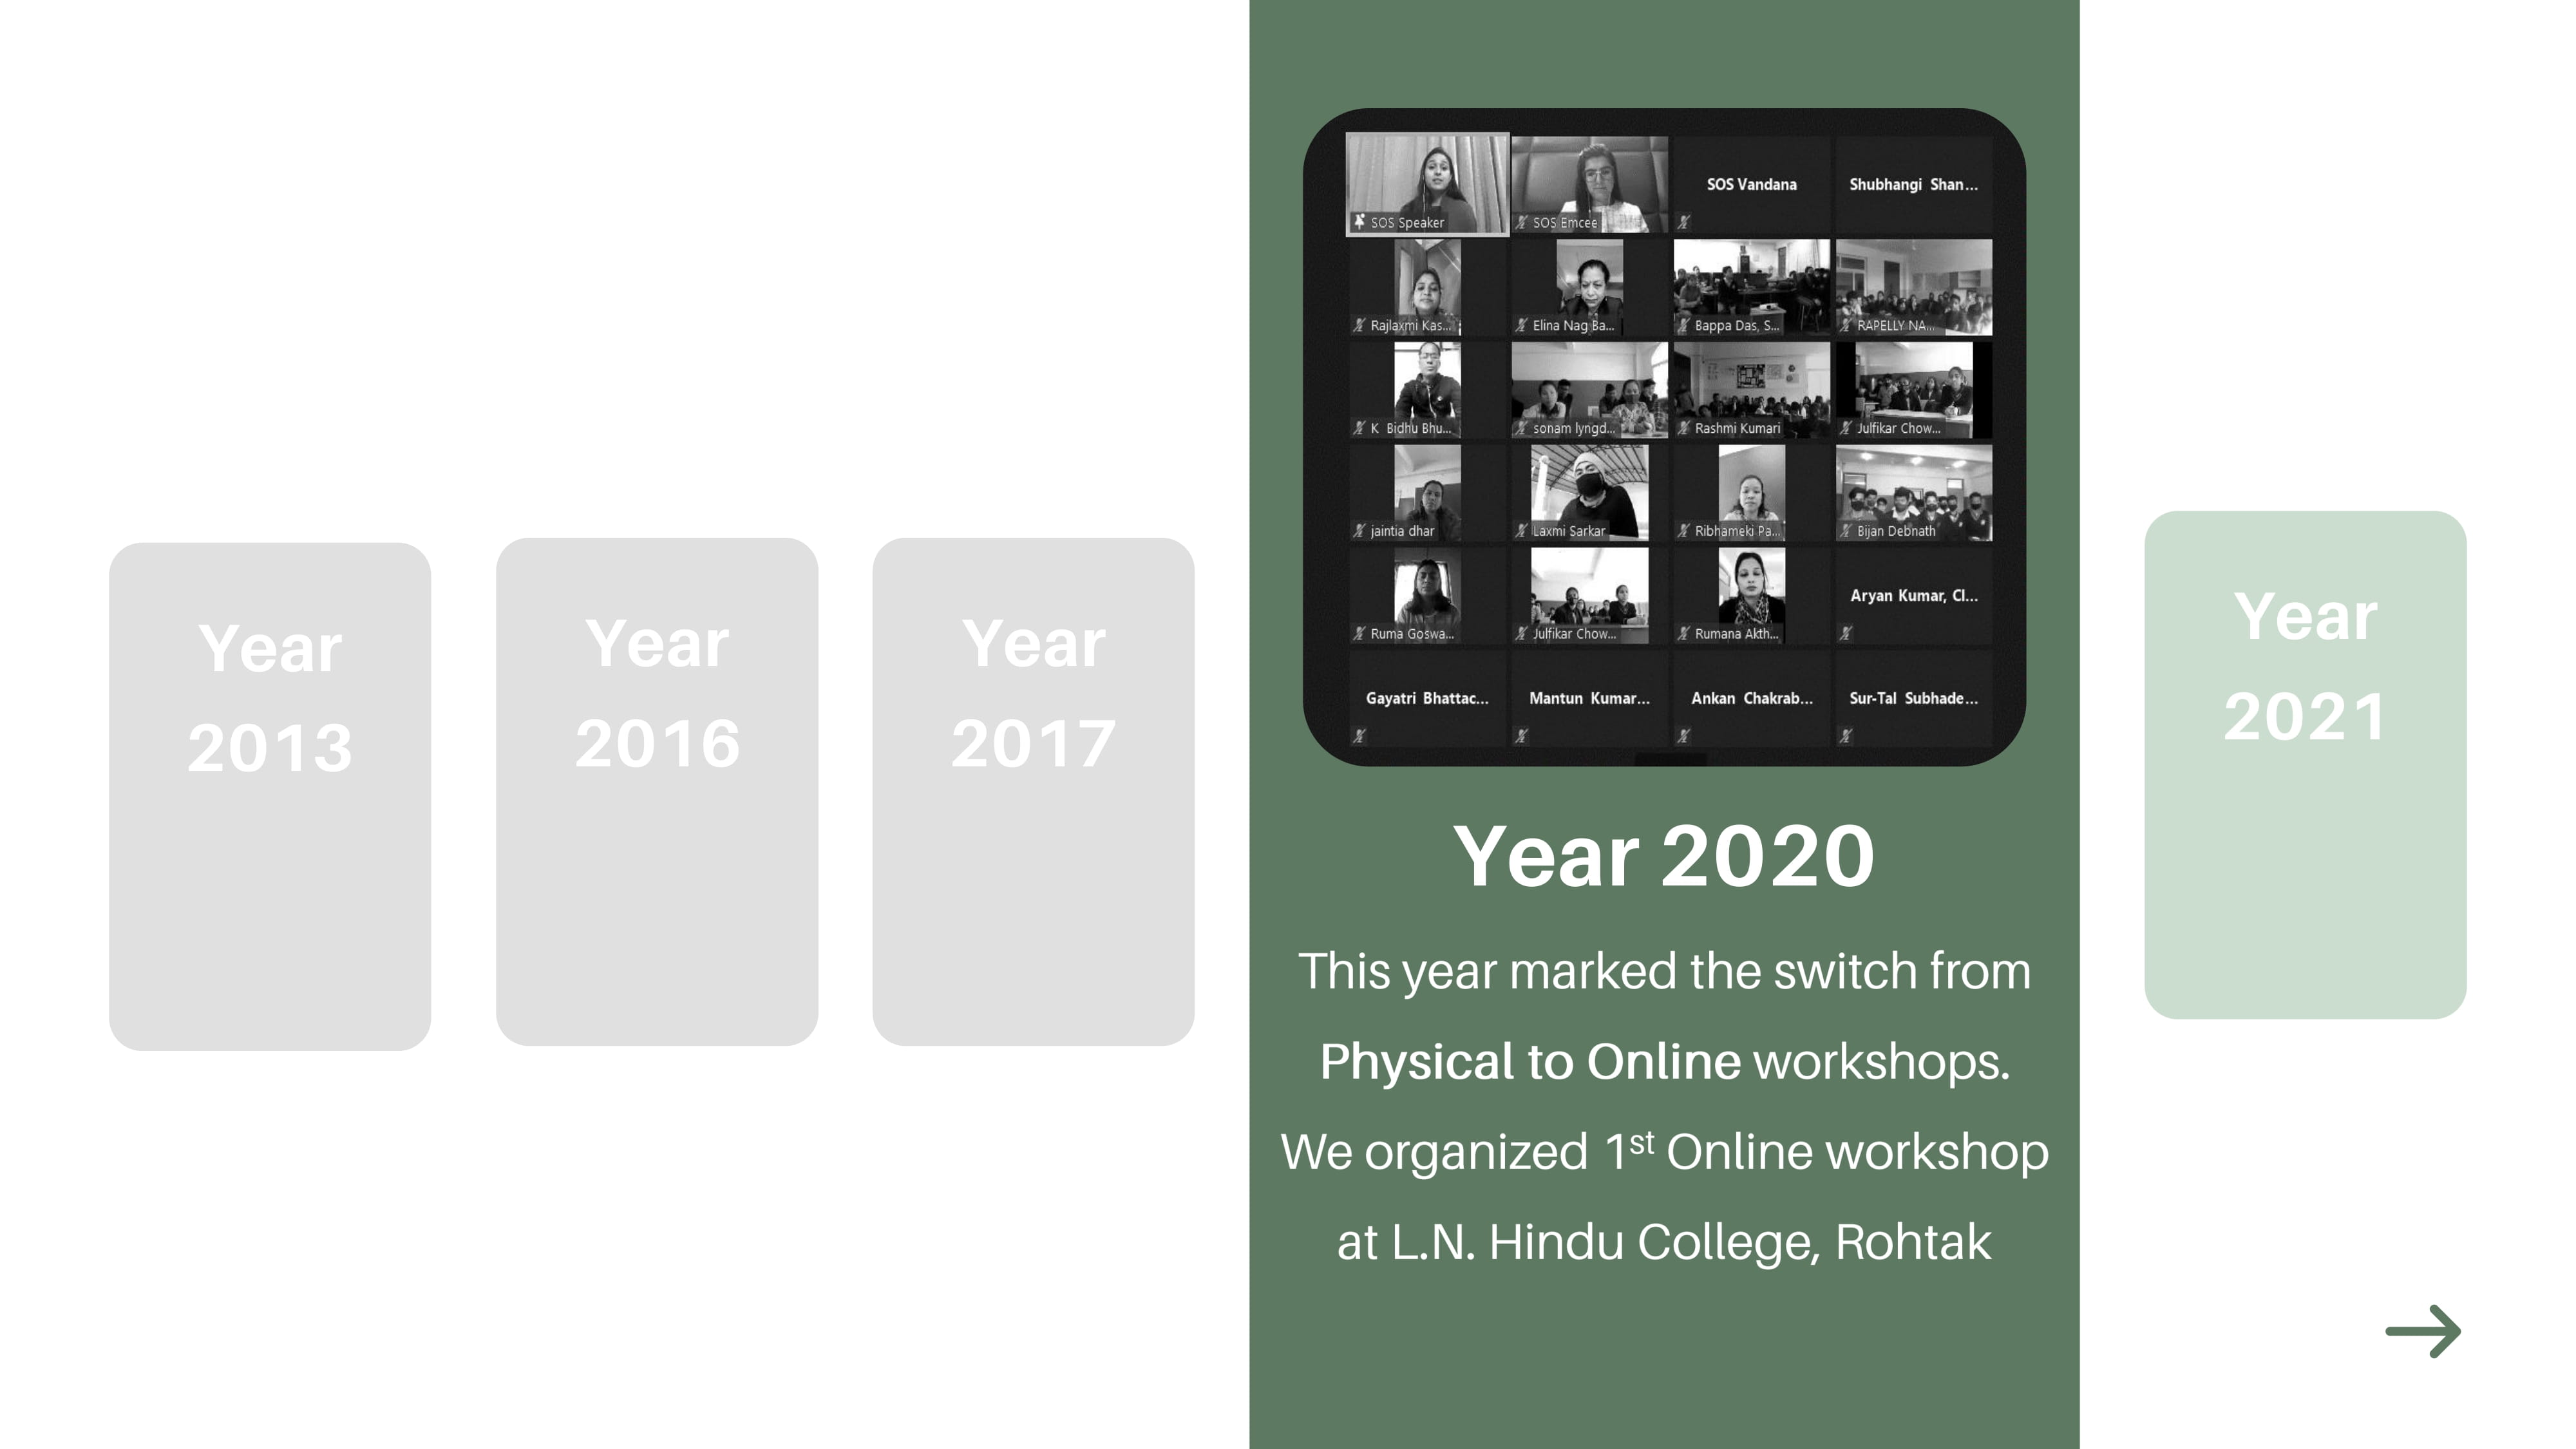 Year
2013
Year
2016
Year
2017
SOS Speaker
SOS Emcee
SOS Vandana
Shubhangi Shan...
Rajlaxmi Kas...
Elina Nag Ba...
Bappa Das, S...
RAPELLY NA...
K Bidhu Bhu...
sonam lyngd...
Rashmi Kumari
Julfikar Chow...
jaintia dhar
Laxmi Sarkar
Ribhameki Pa...
Bijan Debnath
Ruma Goswa...
Julfikar Chow...
Rumana Akth...
Aryan Kumar, Cl...
Gayatri Bhattac...
Mantun Kumar...
Ankan Chakrab...
Sur-Tal Subhade...
Year 2020
This year marked the switch from
Physical to Online workshops.
We organized 1st Online workshop
at L.N. Hindu College, Rohtak
Year
2021